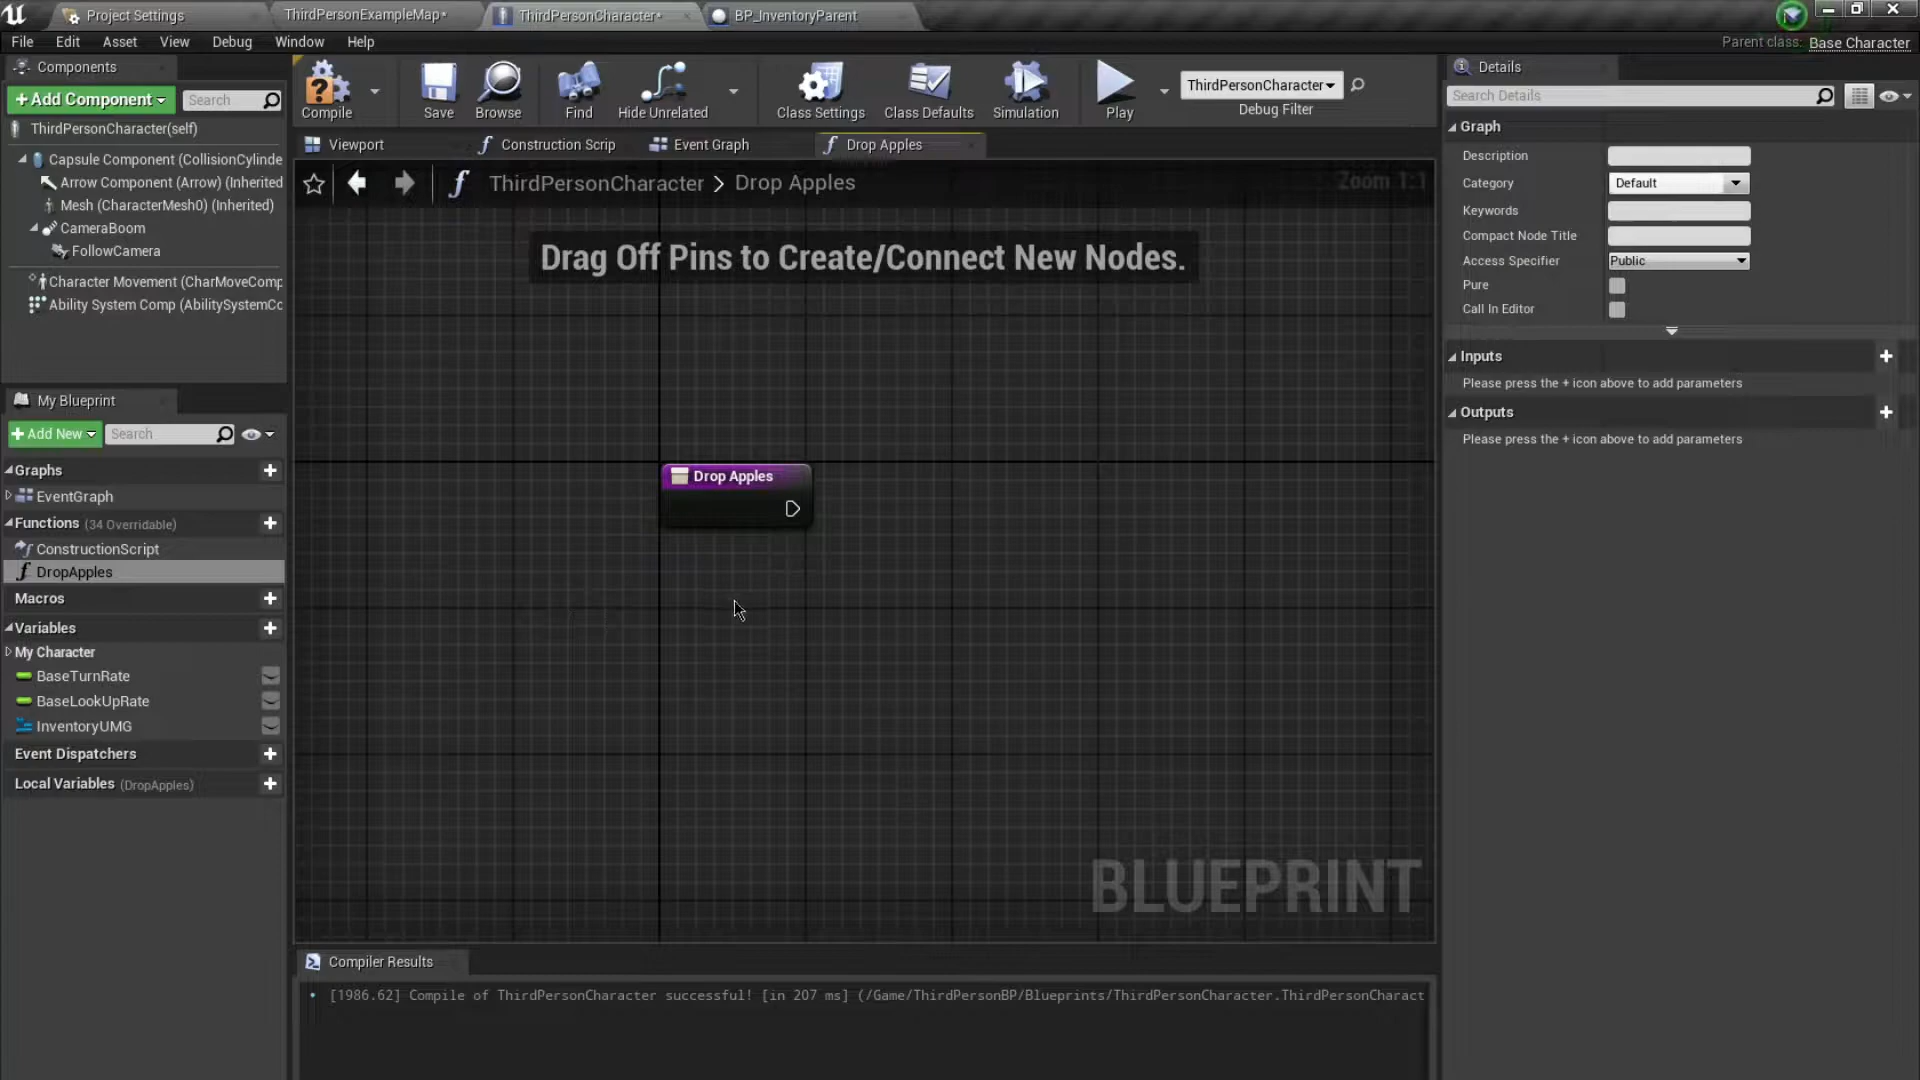 Project Settings
ThirdPersonExampleMap*
ThirdPersonCharacter*
BP_InventoryParent
File
Edit
Asset
View
Debug
Window
Help
Parent class: Base Character
Components
+Add Component
Search
ThirdPersonCharacter(self)
Capsule Component (CollisionCylinde
Arrow Component (Arrow) (Inherited
Mesh (CharacterMesh0) (Inherited)
CameraBoom
FollowCamera
Character Movement (CharMoveComp
Ability System Comp (AbilitySystemCo
My Blueprint
+Add New
Search
Graphs
EventGraph
Functions (34 Overridable)
ConstructionScript
DropApples
Macros
Variables
My Character
BaseTurnRate
BaseLookUpRate
InventoryUMG
Event Dispatchers
Local Variables (DropApples)
Compile
Save
Browse
Find
Hide Unrelated
Class Settings
Class Defaults
Simulation
Play
ThirdPersonCharacter
Debug Filter
Viewport
Construction Scrip
Event Graph
Drop Apples
ThirdPersonCharacter > Drop Apples
Zoom 1:1
Drag Off Pins to Create/Connect New Nodes.
Drop Apples
BLUEPRINT
Compiler Results
[1986.62] Compile of ThirdPersonCharacter successful! [in 207 ms] (/Game/ThirdPersonBP/Blueprints/ThirdPersonCharacter.ThirdPersonCharact
Details
Search Details
Graph
Description
Category
Default
Keywords
Compact Node Title
Access Specifier
Public
Pure
Call In Editor
Inputs
Please press the + icon above to add parameters
Outputs
Please press the + icon above to add parameters